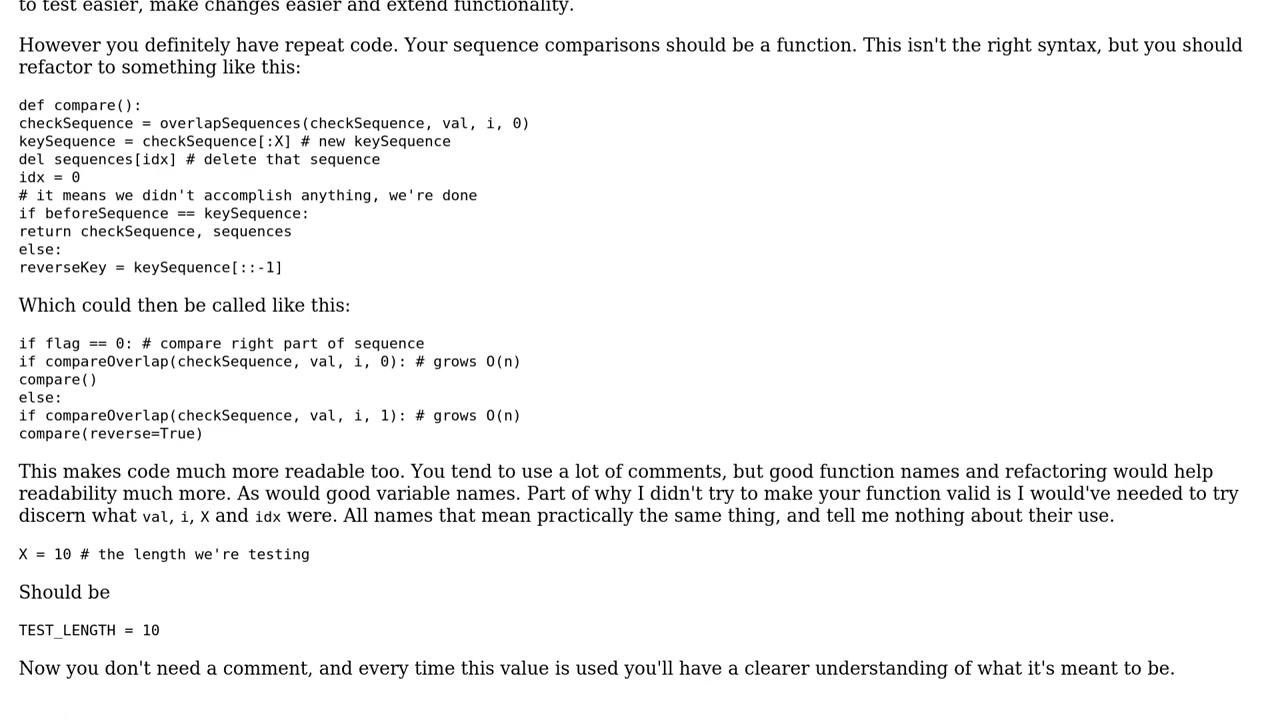 to test easier, make changes easier and extend functionality.
However you definitely have repeat code. Your sequence comparisons should be a function. This isn't the right syntax, but you should
refactor to something like this:
def compare():
checkSequence = overlapSequences(checkSequence, val, i, 0)
keySequence = checkSequence[:X] # new keySequence
del sequences[idx] # delete that sequence
idx = 0
# it means we didn't accomplish anything, we're done
if beforeSequence == keySequence:
return checkSequence, sequences
else:
reverseKey = keySequence[::-1]
Which could then be called like this:
if flag == 0: # compare right part of sequence
if compareOverlap(checkSequence, val, i, 0): # grows O(n)
compare()
else:
if compareOverlap(checkSequence, val, i, 1): # grows O(n)
compare(reverse=True)
This makes code much more readable too. You tend to use a lot of comments, but good function names and refactoring would help
readability much more. As would good variable names. Part of why I didn't try to make your function valid is I would've needed to try
discern what val, i, X and idx were. All names that mean practically the same thing, and tell me nothing about their use.
X = 10 # the length we're testing
Should be
TEST_LENGTH = 10
Now you don't need a comment, and every time this value is used you'll have a clearer understanding of what it's meant to be.